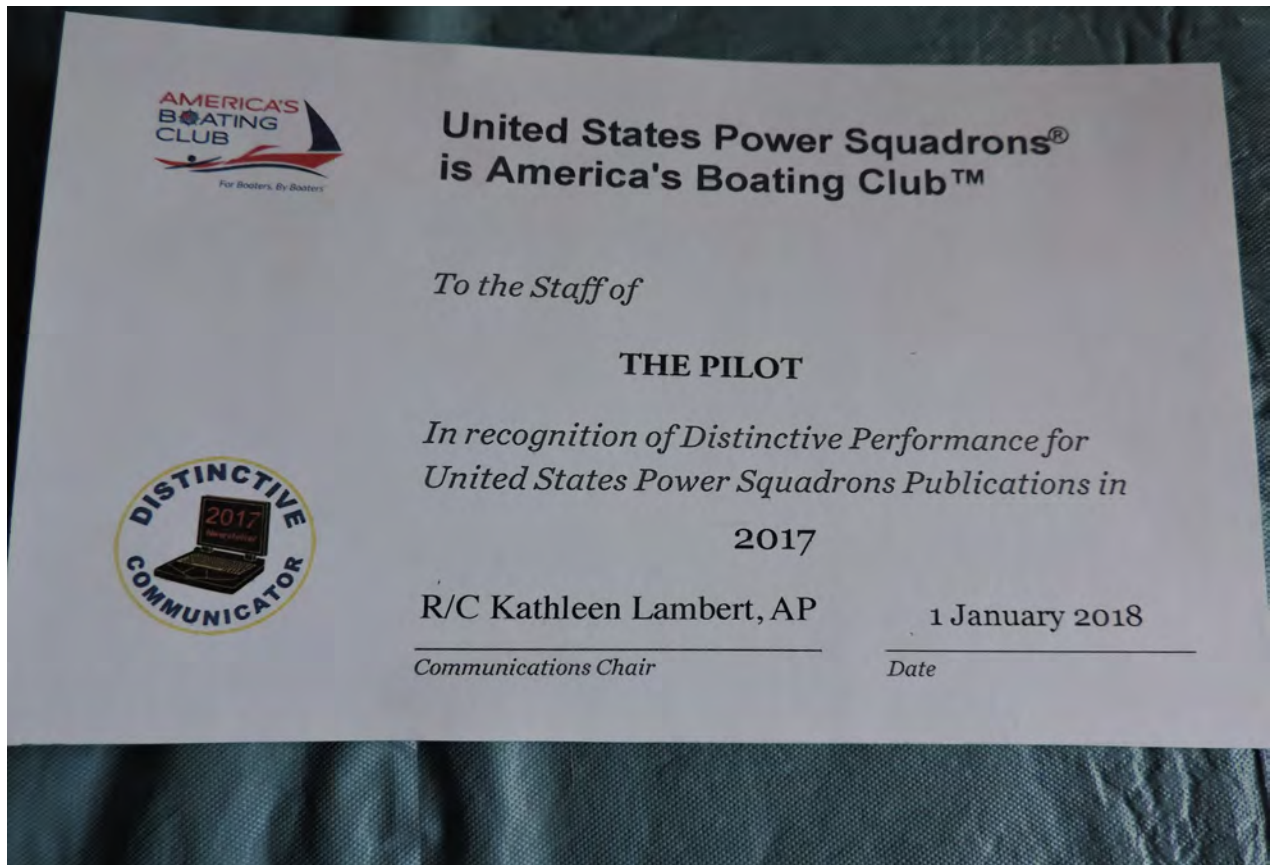 AMERICA'S
BOATING
CLUB
For Boaters, By Boaters
United States Power Squadrons®
is America's Boating Club™
To the Staff of
THE PILOT
In recognition of Distinctive Performance for
United States Power Squadrons Publications in
2017
DISTINCTIVE
2017
Newsletter
COMMUNICATOR
R/C Kathleen Lambert, AP
1 January 2018
Communications Chair
Date